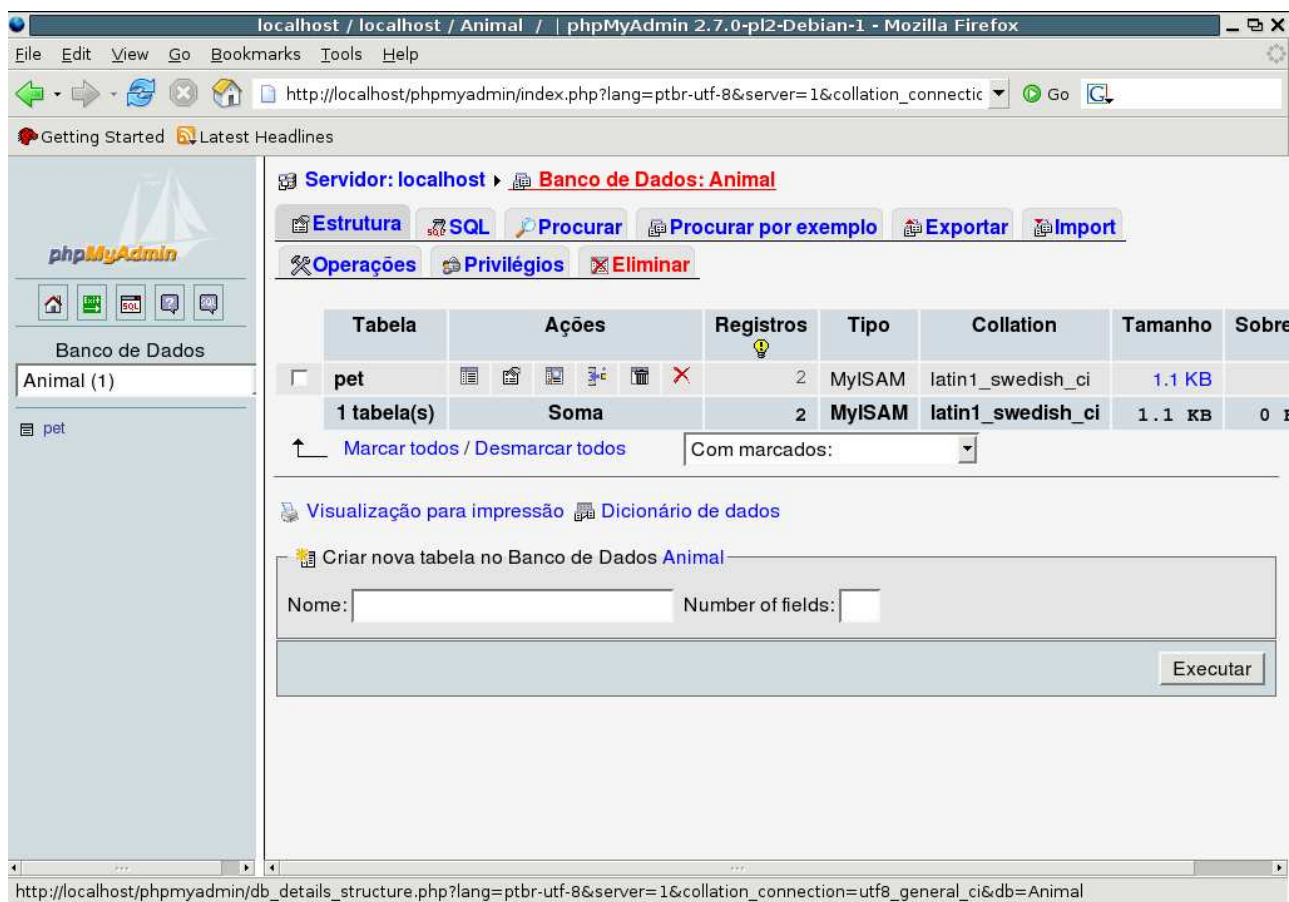 localhost / localhost / Animal / | phpMyAdmin 2.7.0-pl2-Debian-1 - Mozilla Firefox
File Edit View Go Bookmarks Tools Help
http://localhost/phpmyadmin/index.php?lang=ptbr-utf-8&server=1&collation_connectic Go G
Getting Started Latest Headlines
phpMyAdmin
Exit SQL ? SQL
Banco de Dados
Animal (1)
pet
Servidor: localhost Banco de Dados: Animal
Estrutura SQL Procurar Procurar por exemplo Exportar Import
Operações Privilégios Eliminar
Tabela Ações Registros Tipo Collation Tamanho Sobre
pet 2 MyISAM latin1_swedish_ci 1.1 KB
1 tabela(s) Soma 2 MyISAM latin1_swedish_ci 1.1 KB 0
Marcar todos / Desmarcar todos Com marcados:
Visualização para impressão Dicionário de dados
Criar nova tabela no Banco de Dados Animal
Nome: Number of fields:
Executar
http://localhost/phpmyadmin/db_details_structure.php?lang=ptbr-utf-8&server=1&collation_connection=utf8_general_ci&db=Animal